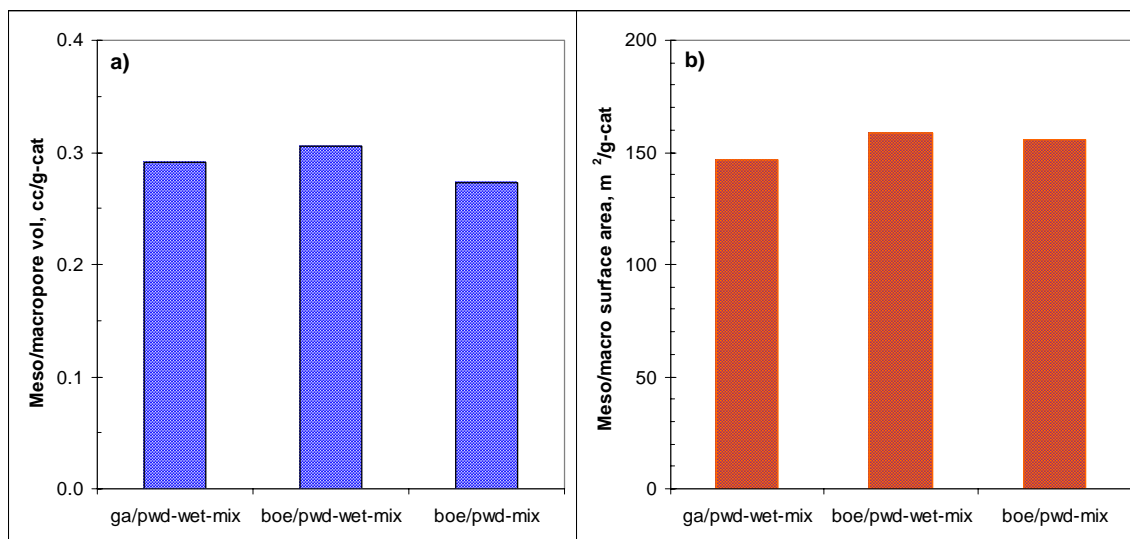 a)
Meso/macropore vol, cc/g-cat
0.4
0.3
0.2
0.1
0.0
ga/pwd-wet-mix boe/pwd-wet-mix boe/pwd-mix
b)
Meso/macro surface area, m ²/g-cat
200
150
100
50
0
ga/pwd-wet-mix boe/pwd-wet-mix boe/pwd-mix